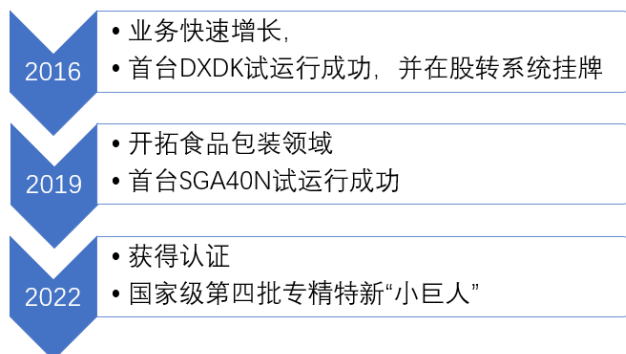 2016
• 业务快速增长，
• 首台DXDK试运行成功，并在股转系统挂牌
2019
• 开拓食品包装领域
• 首台SGA40N试运行成功
2022
• 获得认证
• 国家级第四批专精特新“小巨人”